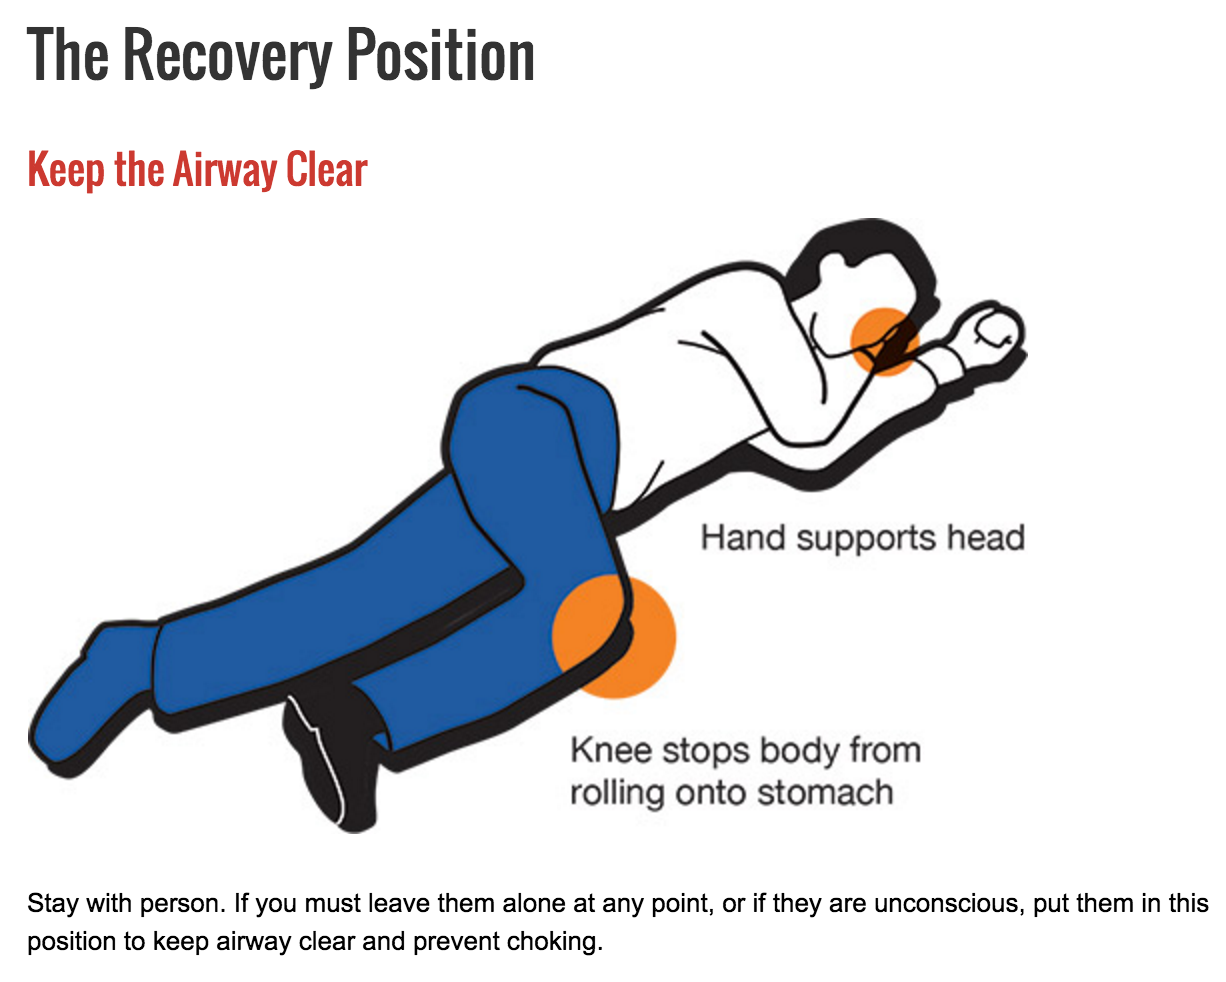 The Recovery Position
Keep the Airway Clear
Hand supports head
Knee stops body from
rolling onto stomach
Stay with person. If you must leave them alone at any point, or if they are unconscious, put them in this
position to keep airway clear and prevent choking.